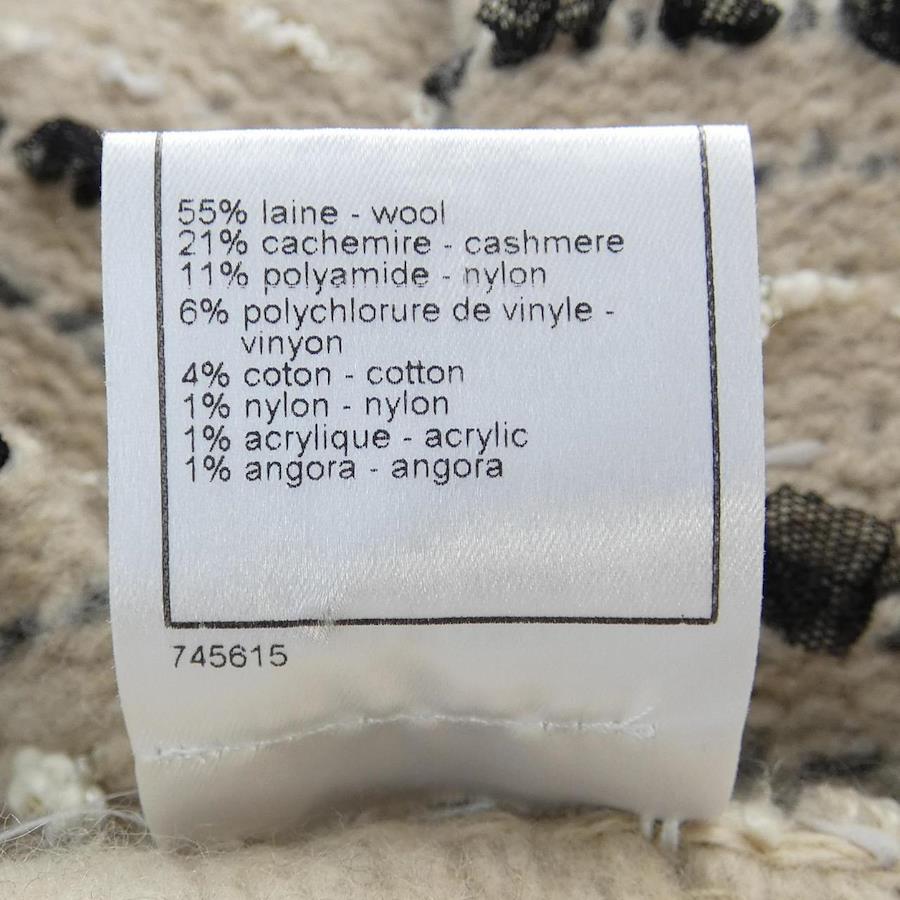 55% laine - wool
21% cachemire - cashmere
11% polyamide - nylon
6% polychlorure de vinyle -
vinyon
4% coton - cotton
1% nylon - nylon
1% acrylique - acrylic
1% angora - angora
745615